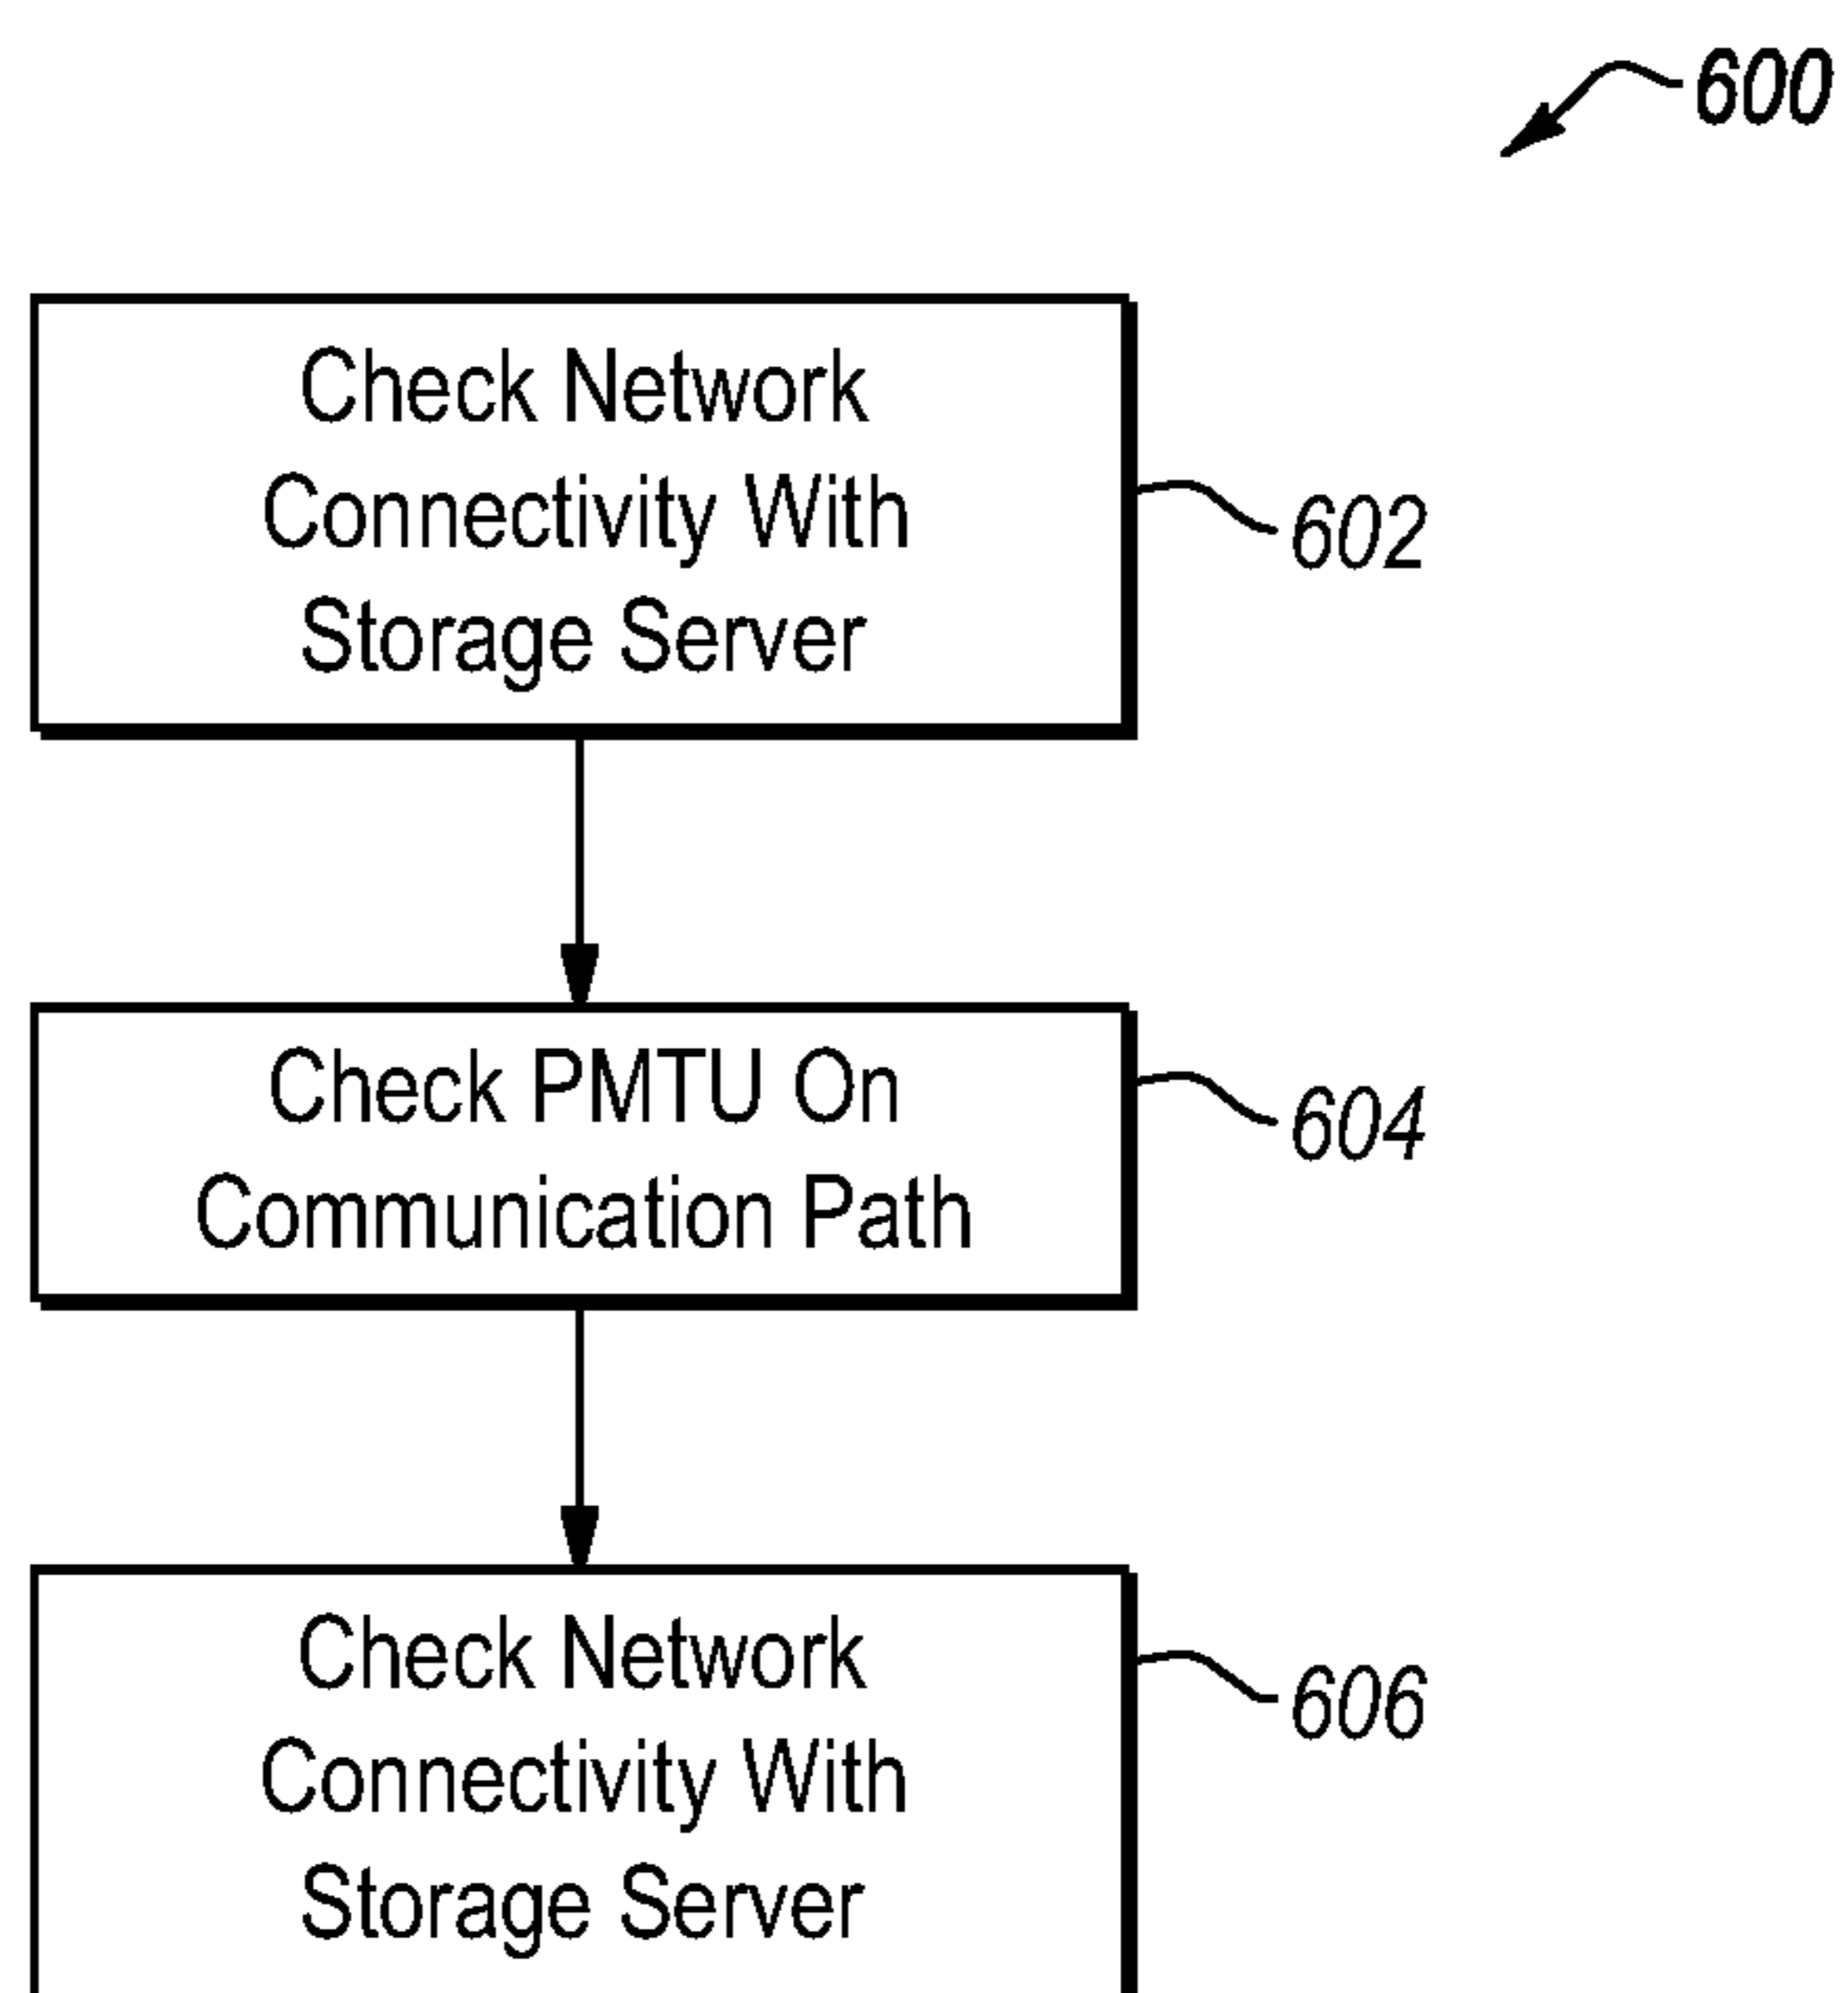 600
Check Network
Connectivity With
Storage Server
602
Check PMTU On
Communication Path
604
Check Network
Connectivity With
Storage Server
606